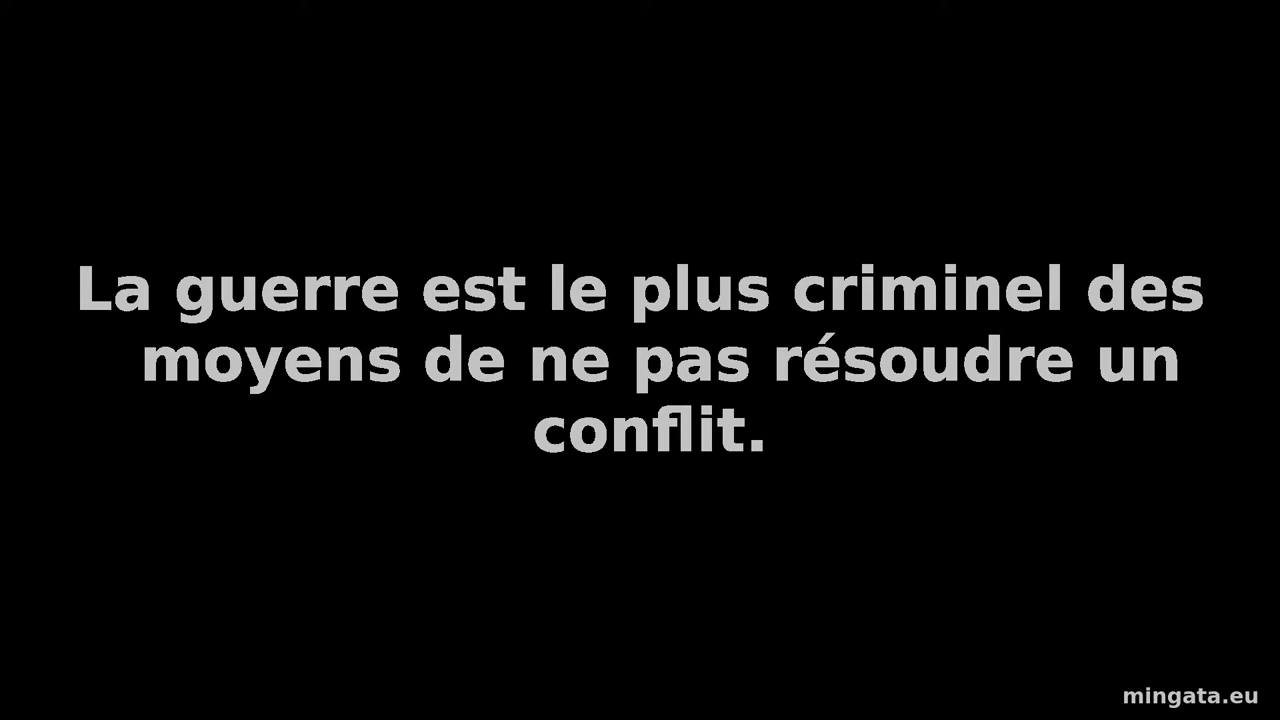 La guerre est le plus criminel des
moyens de ne pas résoudre un
conflit.
mingata.eu